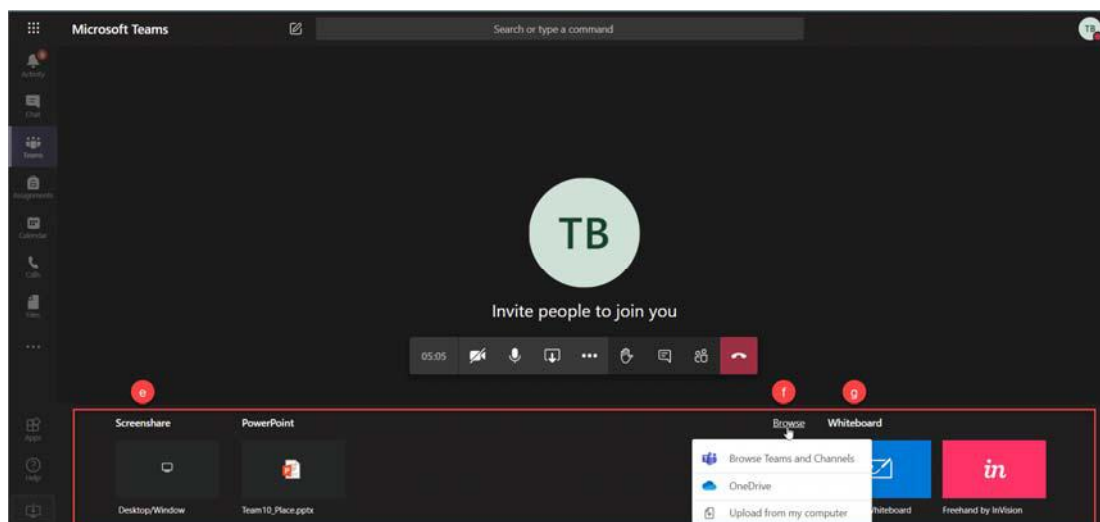 Microsoft Teams
Search or type a command
TB
Activity
Chat
Teams
Assignments
Calendar
Calls
Files
Apps
Help
TB
Invite people to join you
05:05
e
f
g
Screenshare
PowerPoint
Browse
Whiteboard
Browse Teams and Channels
OneDrive
Upload from my computer
in
Desktop/Window
Team10_Place.pptx
Whiteboard
Freehand by InVision